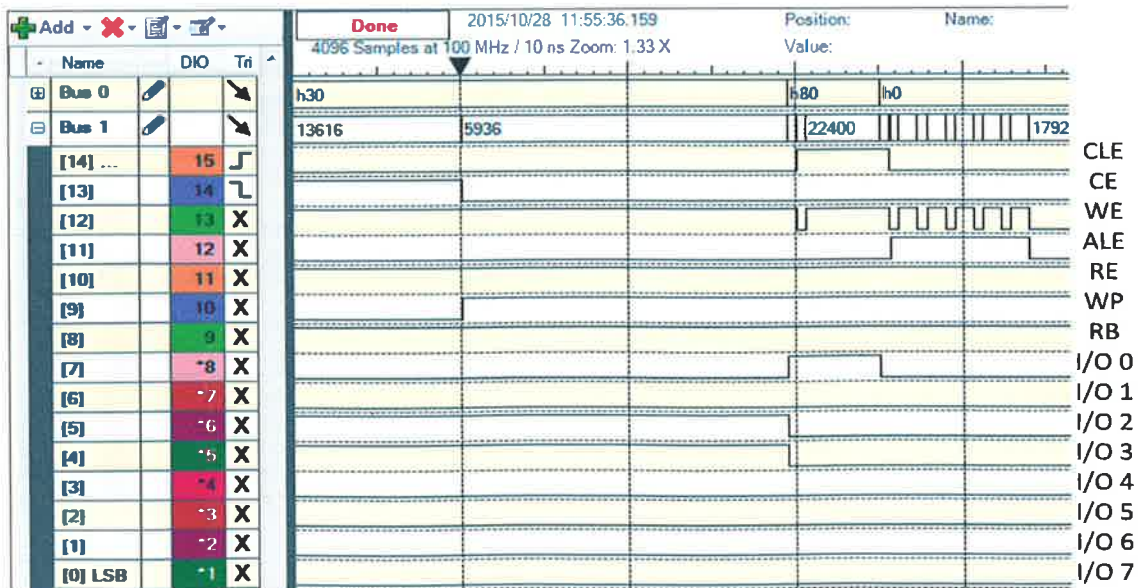 Add
Done
2015/10/28 11:55:36.159
Position:
Name:
4096 Samples at 100 MHz / 10 ns Zoom: 1.33 X
Value:
- Name DIO Tri
Bus 0 h30 h80 h0
Bus 1 13616 5936 22400 1792
[14] ... 15 CLE
[13] 14 CE
[12] 13 X WE
[11] 12 X ALE
[10] 11 X RE
[9] 10 X WP
[8] 9 X RB
[7] *8 X I/O 0
[6] *7 X I/O 1
[5] *6 X I/O 2
[4] *5 X I/O 3
[3] *4 X I/O 4
[2] *3 X I/O 5
[1] *2 X I/O 6
[0] LSB *1 X I/O 7